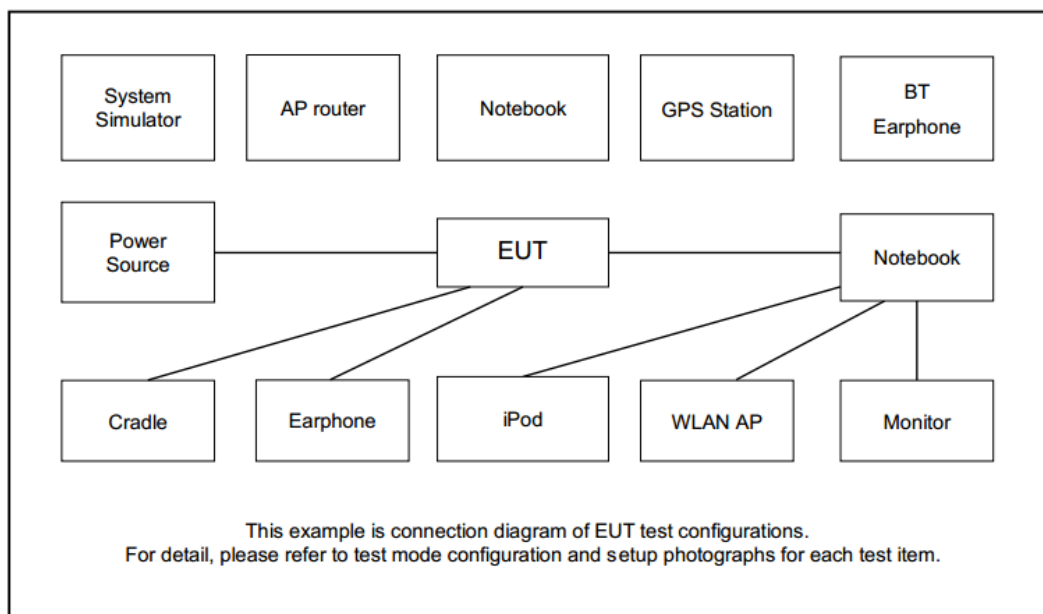 System
Simulator
AP router
Notebook
GPS Station
BT
Earphone
Power
Source
EUT
Notebook
Cradle
Earphone
iPod
WLAN AP
Monitor
This example is connection diagram of EUT test configurations.
For detail, please refer to test mode configuration and setup photographs for each test item.